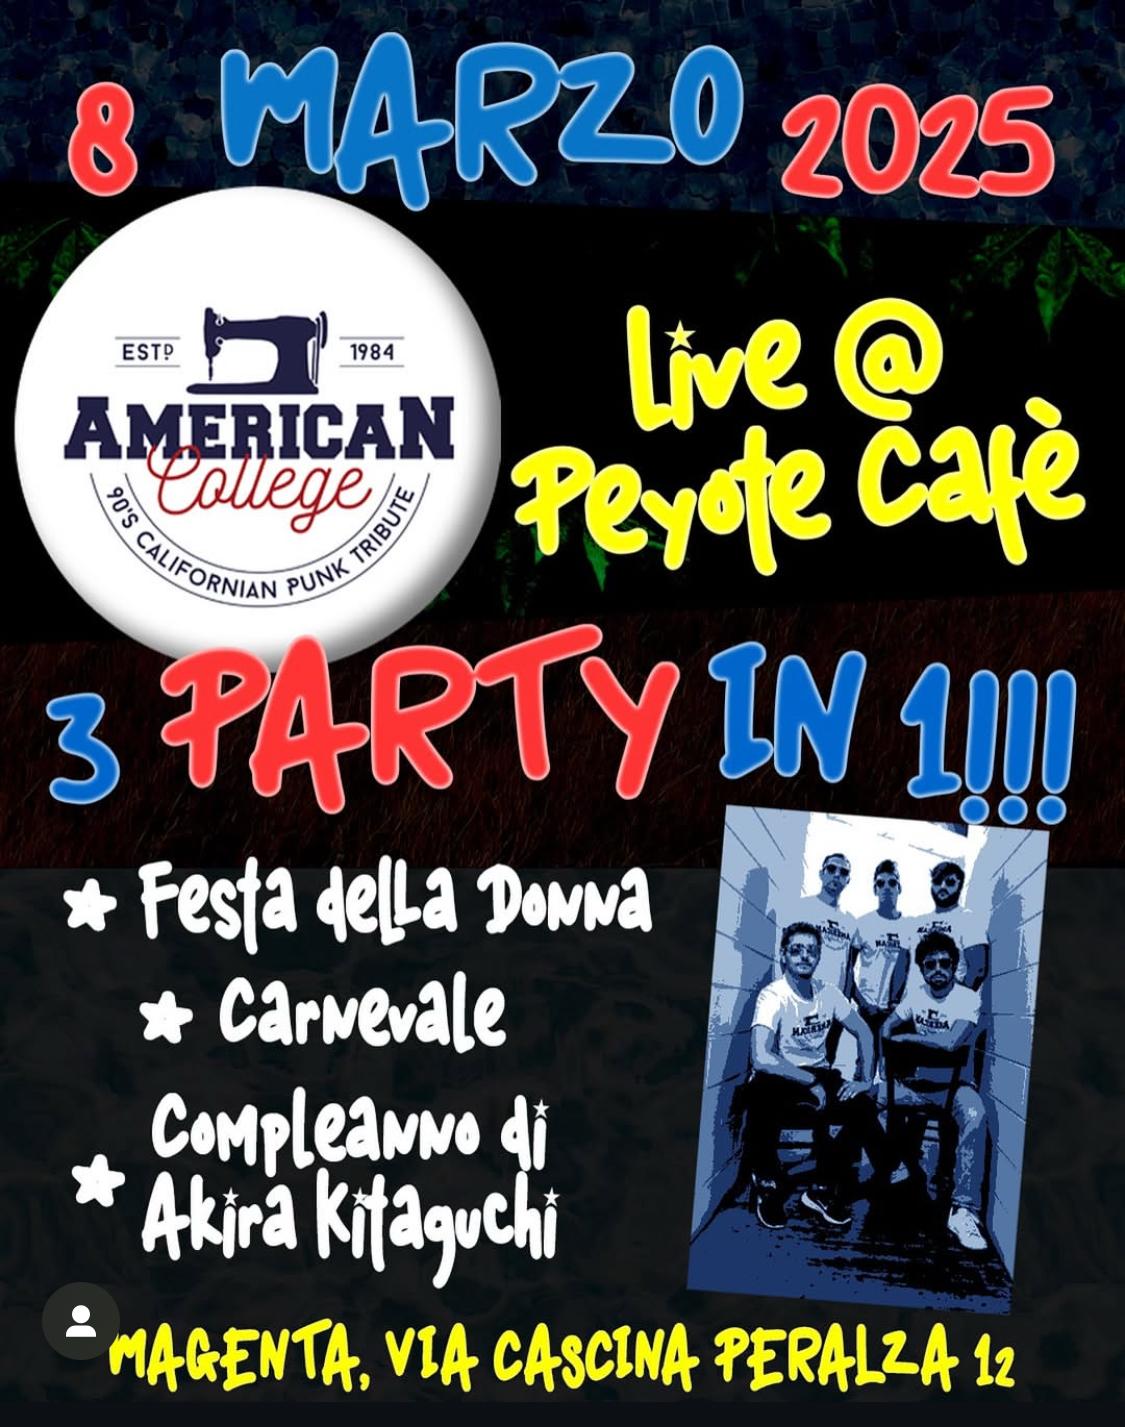 8 MARZO 2025
ESTD 1984
AMERICAN
College
90'S CALIFORNIAN PUNK TRIBUTE
Live @
Peyote Cafè
3 PARTY IN 1!!!
Festa della Donna
Carnevale
Compleanno di
Akira Kitaguchi
MAGENTA, VIA CASCINA PERALZA 12